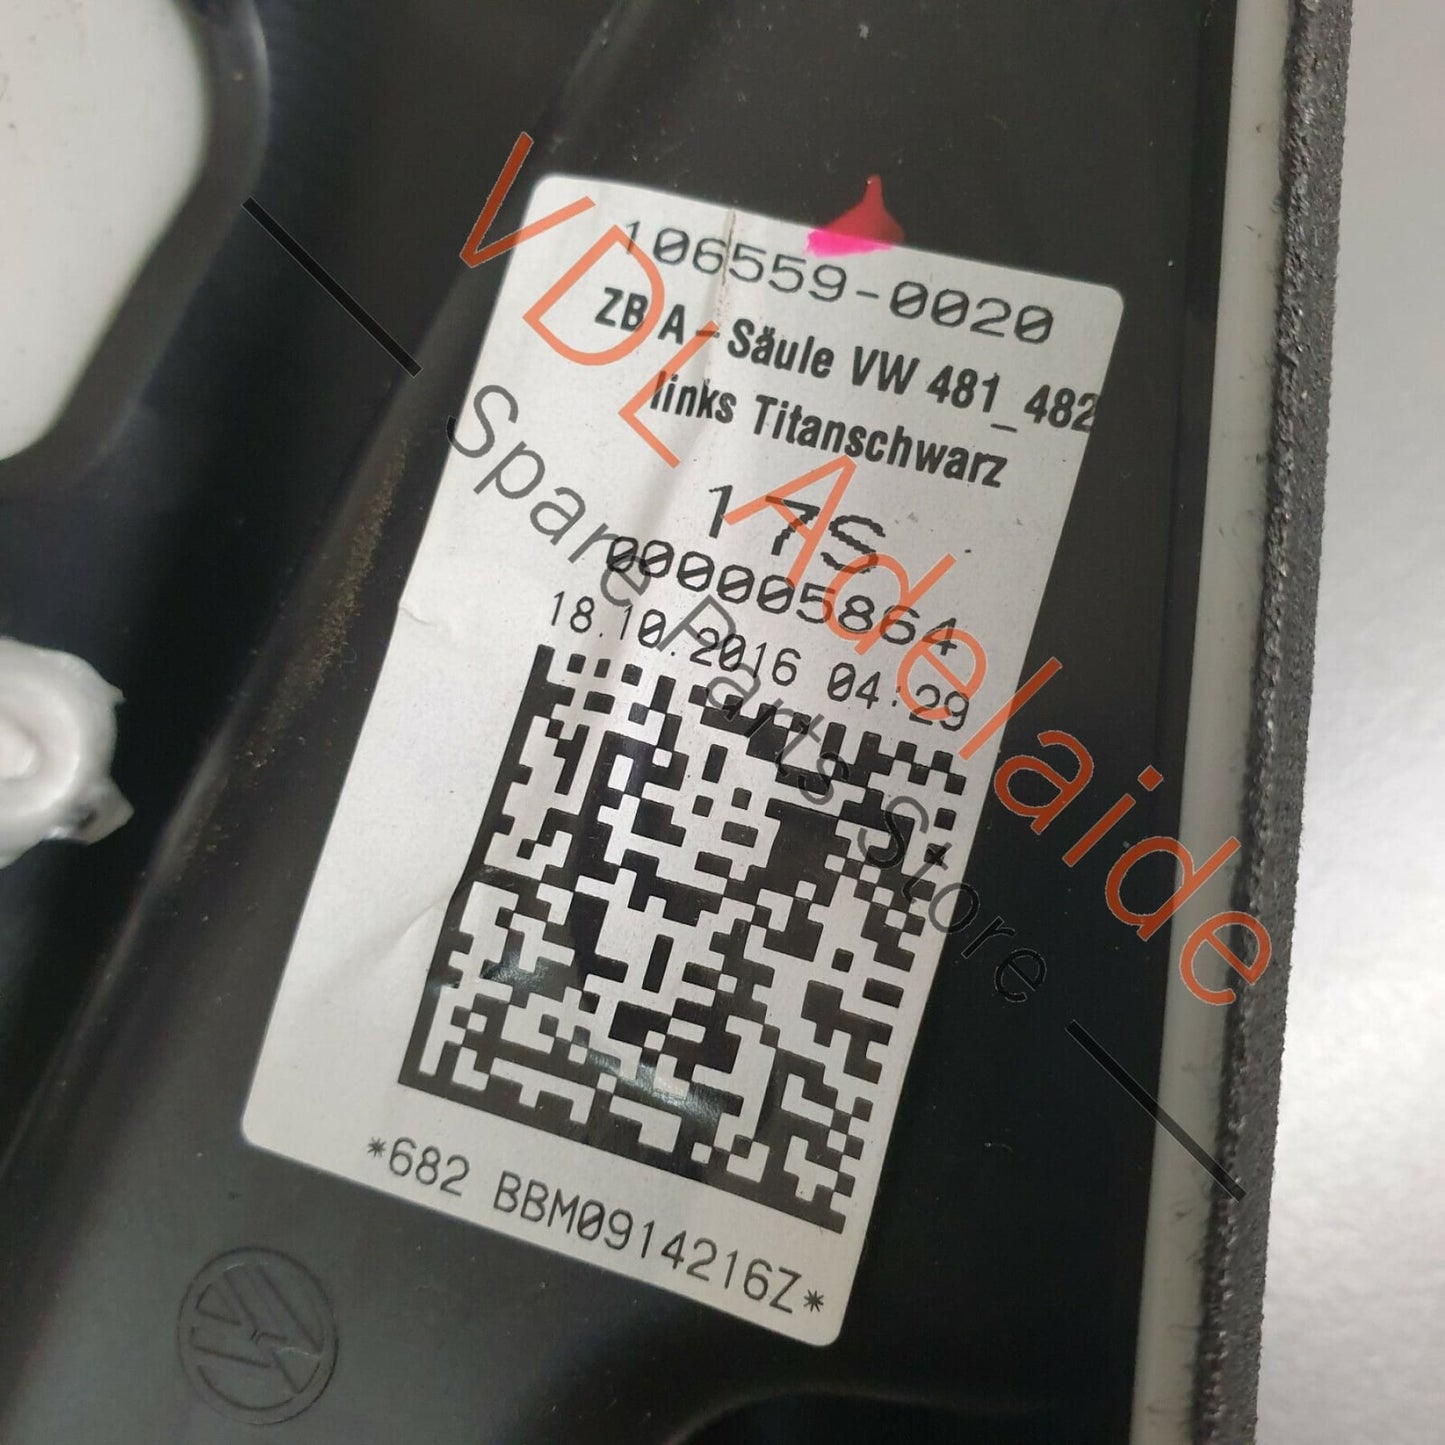 106559-0020
ZB A - Säule VW 481_482
links Titanschwarz
17S
0000005864
18.10.2016 04:29
*682 BBM0914216Z*
VDL Adelaide
Spare Parts Store